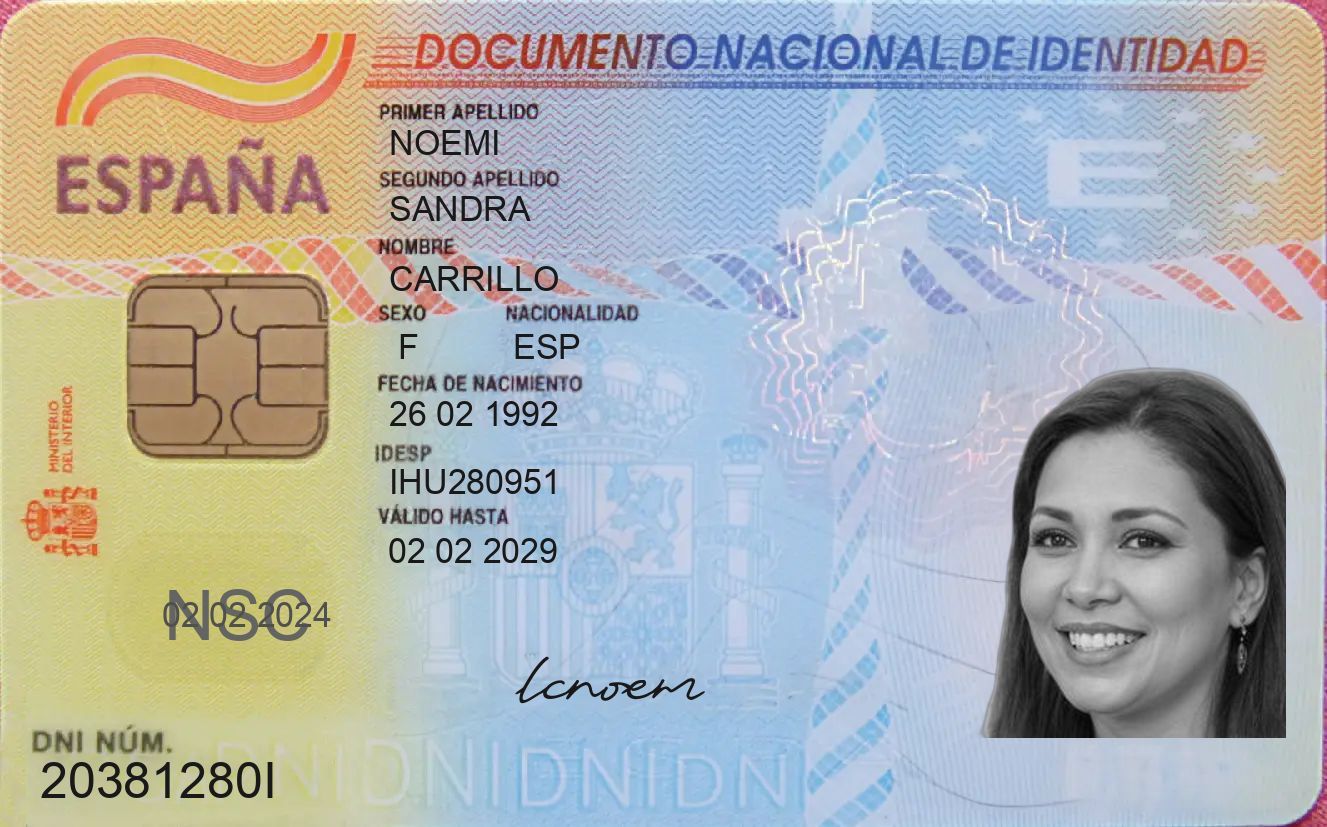 DOCUMENTO NACIONAL DE IDENTIDAD
ESPAÑA
PRIMER APELLIDO
NOEMI
SEGUNDO APELLIDO
SANDRA
NOMBRE
CARRILLO
SEXO NACIONALIDAD
F ESP
FECHA DE NACIMIENTO
26 02 1992
IDESP
IHU280951
VÁLIDO HASTA
02 02 2029
MINISTERIO
DEL INTERIOR
E
NSC
02 02 2024
lcnoem
DNI NÚM.
20381280I
DNIDNIDNIDNIDNI